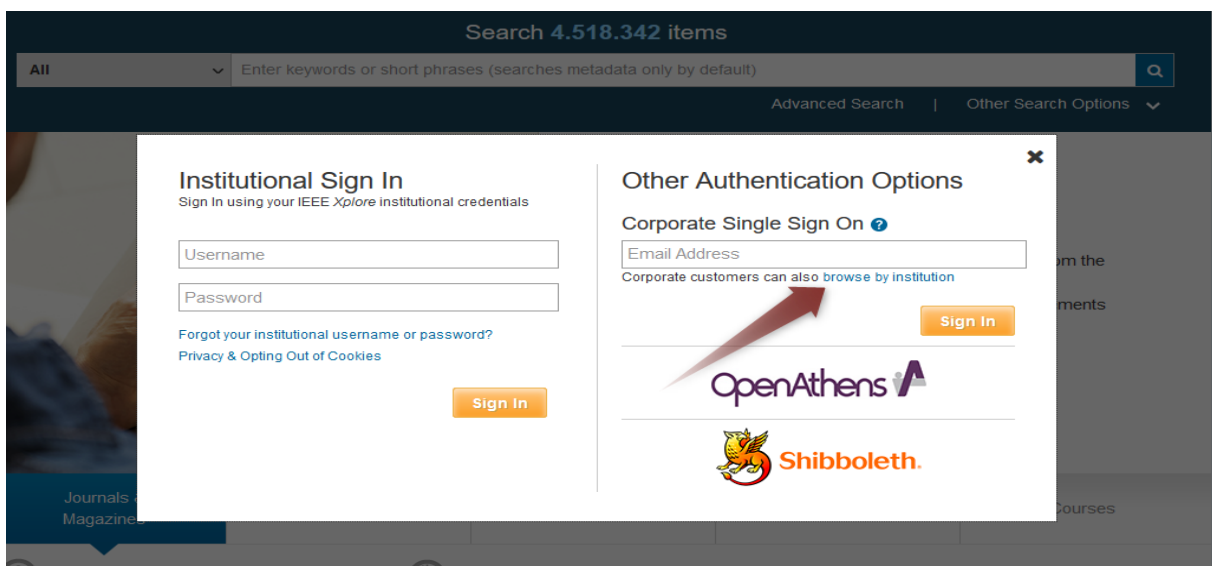 Search 4.518.342 items
All
Enter keywords or short phrases (searches metadata only by default)
Advanced Search | Other Search Options
Institutional Sign In
Sign In using your IEEE Xplore institutional credentials
Username
Password
Forgot your institutional username or password?
Privacy & Opting Out of Cookies
Sign In
Other Authentication Options
Corporate Single Sign On ?
Email Address
Corporate customers can also browse by institution
Sign In
OpenAthens
Shibboleth.
om the
ments
Journals &
Magazines
Courses